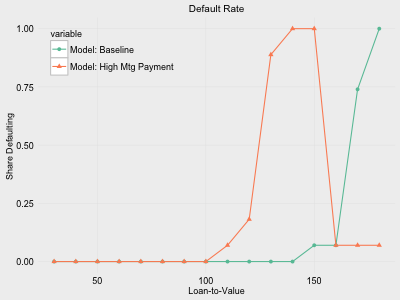 Default Rate
variable
Model: Baseline
Model: High Mtg Payment
1.00
0.75
0.50
0.25
0.00
Share Defaulting
50
100
150
Loan-to-Value